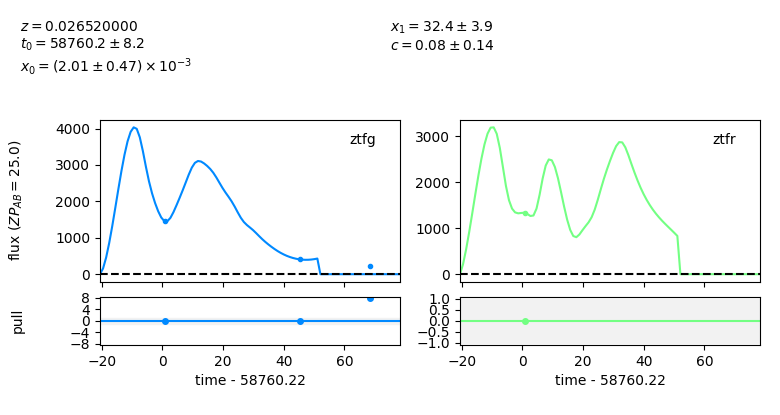 z = 0.026520000
t₀ = 58760.2 ± 8.2
x₀ = (2.01 ± 0.47) × 10⁻³
x₁ = 32.4 ± 3.9
c = 0.08 ± 0.14
ztfg
4000
3000
2000
1000
0
flux (ZP_AB = 25.0)
ztfr
3000
2000
1000
0
8
4
0
−4
−8
pull
−20
0
20
40
60
time - 58760.22
1.0
0.5
0.0
−0.5
−1.0
−20
0
20
40
60
time - 58760.22